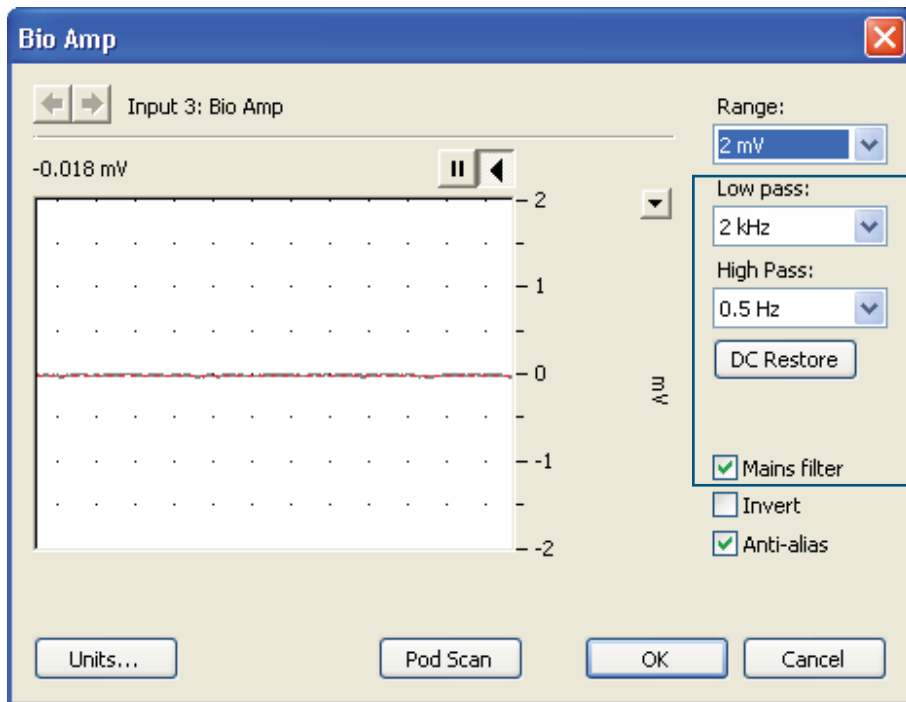 Bio Amp
Input 3: Bio Amp
Range:
2 mV
-0.018 mV
Low pass:
2 kHz
High Pass:
0.5 Hz
DC Restore
2
1
0
-1
-2
mV
Mains filter
Invert
Anti-alias
Units...
Pod Scan
OK
Cancel